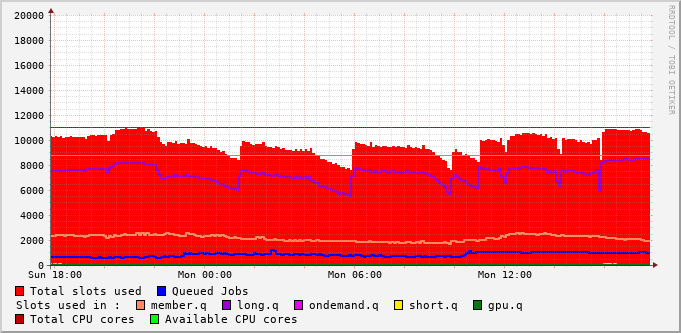 20000
18000
16000
14000
12000
10000
8000
6000
4000
2000
0
Sun 18:00 Mon 00:00 Mon 06:00 Mon 12:00
RRDTOOL / TOBI OETIKER
Total slots used Queued Jobs
Slots used in : member.q long.q ondemand.q short.q gpu.q
Total CPU cores Available CPU cores